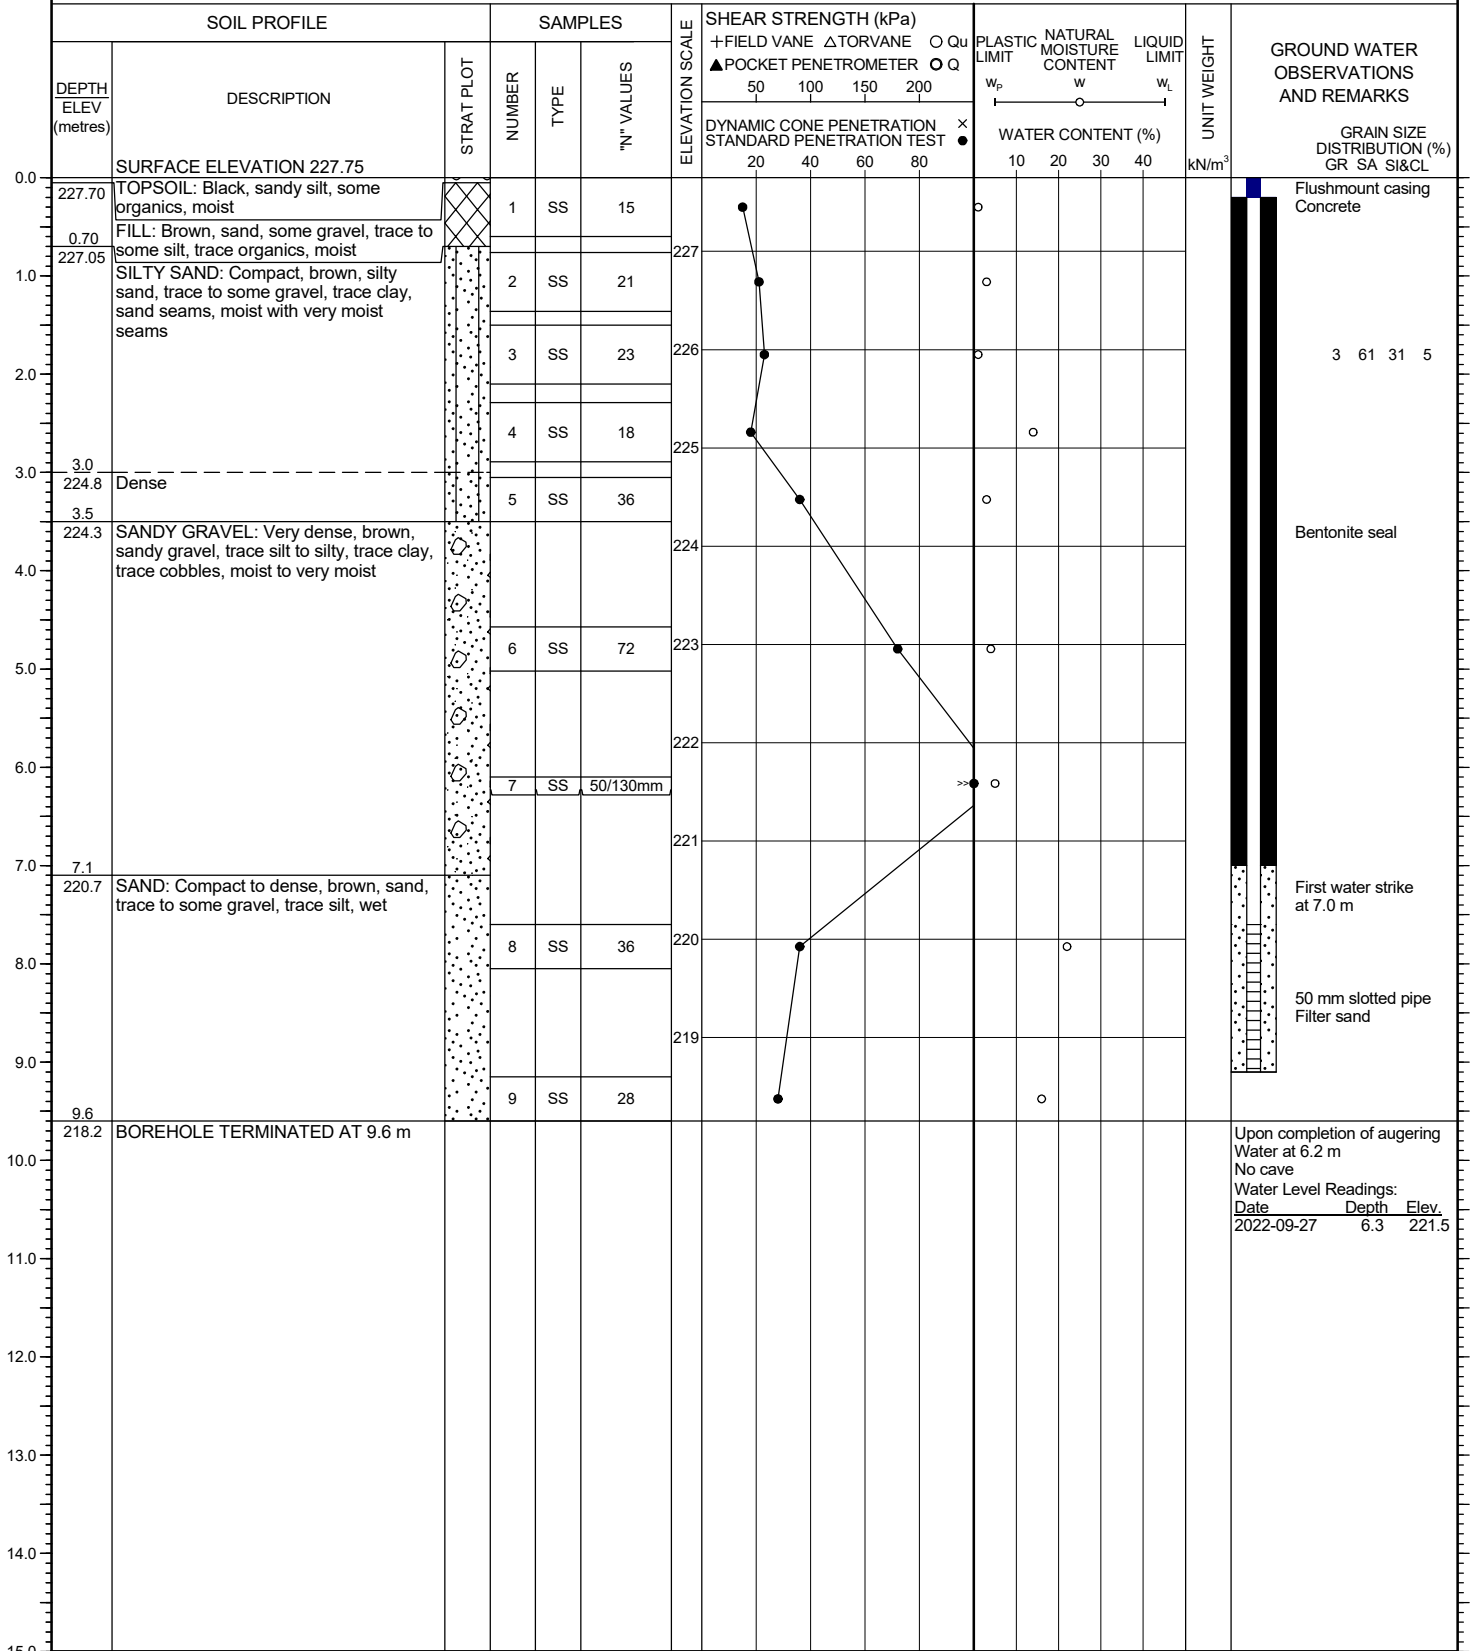 SOIL PROFILE
SAMPLES
DEPTH
ELEV
(metres)
DESCRIPTION
STRAT PLOT
NUMBER
TYPE
"N" VALUES
ELEVATION SCALE
SHEAR STRENGTH (kPa)
+FIELD VANE △TORVANE ○ Qu
▲POCKET PENETROMETER O Q
50 100 150 200
DYNAMIC CONE PENETRATION ×
STANDARD PENETRATION TEST ●
20 40 60 80
PLASTIC LIMIT
NATURAL MOISTURE CONTENT
LIQUID LIMIT
wP w wL
WATER CONTENT (%)
10 20 30 40
UNIT WEIGHT
kN/m³
GROUND WATER
OBSERVATIONS
AND REMARKS
GRAIN SIZE
DISTRIBUTION (%)
GR SA SI&CL
SURFACE ELEVATION 227.75
0.0
227.70 TOPSOIL: Black, sandy silt, some
organics, moist
1 SS 15
Flushmount casing
Concrete
0.70 FILL: Brown, sand, some gravel, trace to
some silt, trace organics, moist
227
227.05
1.0
SILTY SAND: Compact, brown, silty
sand, trace to some gravel, trace clay,
sand seams, moist with very moist
seams
2 SS 21
226
3 SS 23
3 61 31 5
2.0
4 SS 18
225
3.0
3.0
224.8 Dense
5 SS 36
3.5
224.3 SANDY GRAVEL: Very dense, brown,
sandy gravel, trace silt to silty, trace clay,
trace cobbles, moist to very moist
Bentonite seal
224
4.0
223
6 SS 72
5.0
222
6.0
7 SS 50/130mm
>>
221
7.0
7.1
220.7 SAND: Compact to dense, brown, sand,
trace to some gravel, trace silt, wet
First water strike
at 7.0 m
220
8 SS 36
8.0
50 mm slotted pipe
Filter sand
219
9.0
9 SS 28
9.6
218.2 BOREHOLE TERMINATED AT 9.6 m
Upon completion of augering
Water at 6.2 m
No cave
Water Level Readings:
Date Depth Elev.
2022-09-27 6.3 221.5
10.0
11.0
12.0
13.0
14.0
15.0